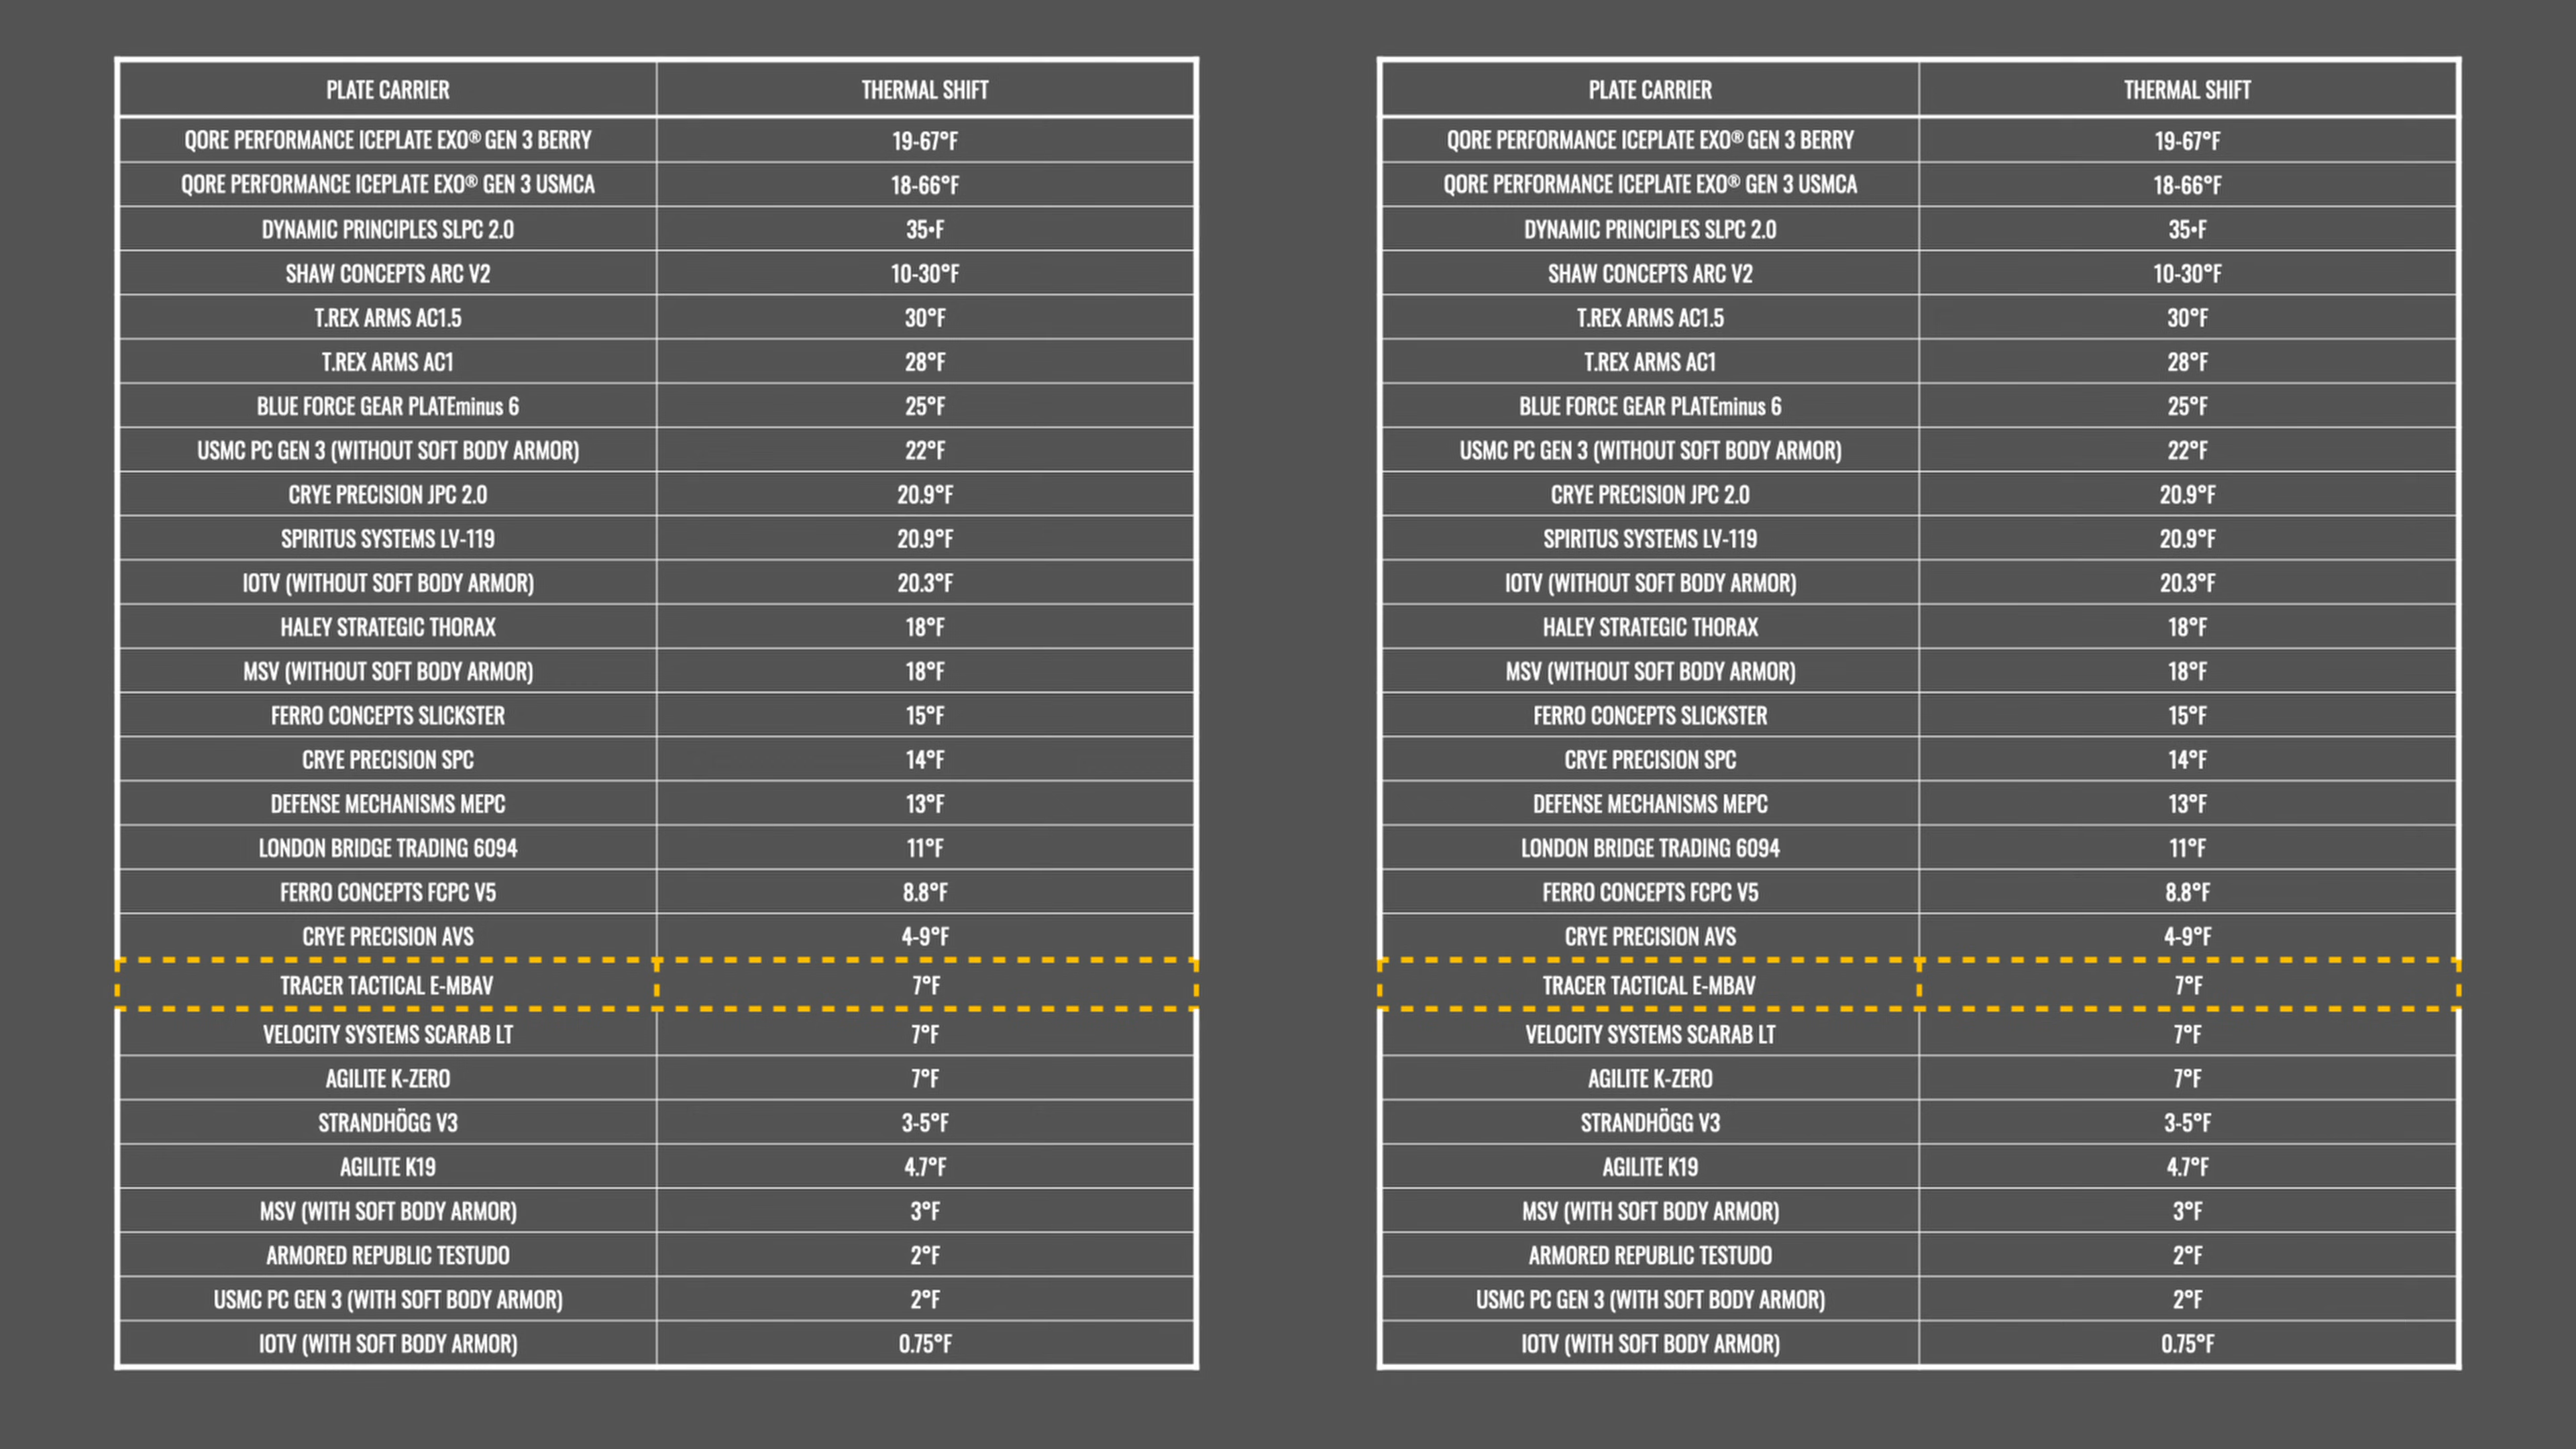 PLATE CARRIER THERMAL SHIFT
QORE PERFORMANCE ICEPLATE EXO® GEN 3 BERRY 19-67°F
QORE PERFORMANCE ICEPLATE EXO® GEN 3 USMCA 18-66°F
DYNAMIC PRINCIPLES SLPC 2.0 35•F
SHAW CONCEPTS ARC V2 10-30°F
T.REX ARMS AC1.5 30°F
T.REX ARMS AC1 28°F
BLUE FORCE GEAR PLATEminus 6 25°F
USMC PC GEN 3 (WITHOUT SOFT BODY ARMOR) 22°F
CRYE PRECISION JPC 2.0 20.9°F
SPIRITUS SYSTEMS LV-119 20.9°F
IOTV (WITHOUT SOFT BODY ARMOR) 20.3°F
HALEY STRATEGIC THORAX 18°F
MSV (WITHOUT SOFT BODY ARMOR) 18°F
FERRO CONCEPTS SLICKSTER 15°F
CRYE PRECISION SPC 14°F
DEFENSE MECHANISMS MEPC 13°F
LONDON BRIDGE TRADING 6094 11°F
FERRO CONCEPTS FCPC V5 8.8°F
CRYE PRECISION AVS 4-9°F
TRACER TACTICAL E-MBAV 7°F
VELOCITY SYSTEMS SCARAB LT 7°F
AGILITE K-ZERO 7°F
STRANDHÖGG V3 3-5°F
AGILITE K19 4.7°F
MSV (WITH SOFT BODY ARMOR) 3°F
ARMORED REPUBLIC TESTUDO 2°F
USMC PC GEN 3 (WITH SOFT BODY ARMOR) 2°F
IOTV (WITH SOFT BODY ARMOR) 0.75°F
PLATE CARRIER THERMAL SHIFT
QORE PERFORMANCE ICEPLATE EXO® GEN 3 BERRY 19-67°F
QORE PERFORMANCE ICEPLATE EXO® GEN 3 USMCA 18-66°F
DYNAMIC PRINCIPLES SLPC 2.0 35•F
SHAW CONCEPTS ARC V2 10-30°F
T.REX ARMS AC1.5 30°F
T.REX ARMS AC1 28°F
BLUE FORCE GEAR PLATEminus 6 25°F
USMC PC GEN 3 (WITHOUT SOFT BODY ARMOR) 22°F
CRYE PRECISION JPC 2.0 20.9°F
SPIRITUS SYSTEMS LV-119 20.9°F
IOTV (WITHOUT SOFT BODY ARMOR) 20.3°F
HALEY STRATEGIC THORAX 18°F
MSV (WITHOUT SOFT BODY ARMOR) 18°F
FERRO CONCEPTS SLICKSTER 15°F
CRYE PRECISION SPC 14°F
DEFENSE MECHANISMS MEPC 13°F
LONDON BRIDGE TRADING 6094 11°F
FERRO CONCEPTS FCPC V5 8.8°F
CRYE PRECISION AVS 4-9°F
TRACER TACTICAL E-MBAV 7°F
VELOCITY SYSTEMS SCARAB LT 7°F
AGILITE K-ZERO 7°F
STRANDHÖGG V3 3-5°F
AGILITE K19 4.7°F
MSV (WITH SOFT BODY ARMOR) 3°F
ARMORED REPUBLIC TESTUDO 2°F
USMC PC GEN 3 (WITH SOFT BODY ARMOR) 2°F
IOTV (WITH SOFT BODY ARMOR) 0.75°F